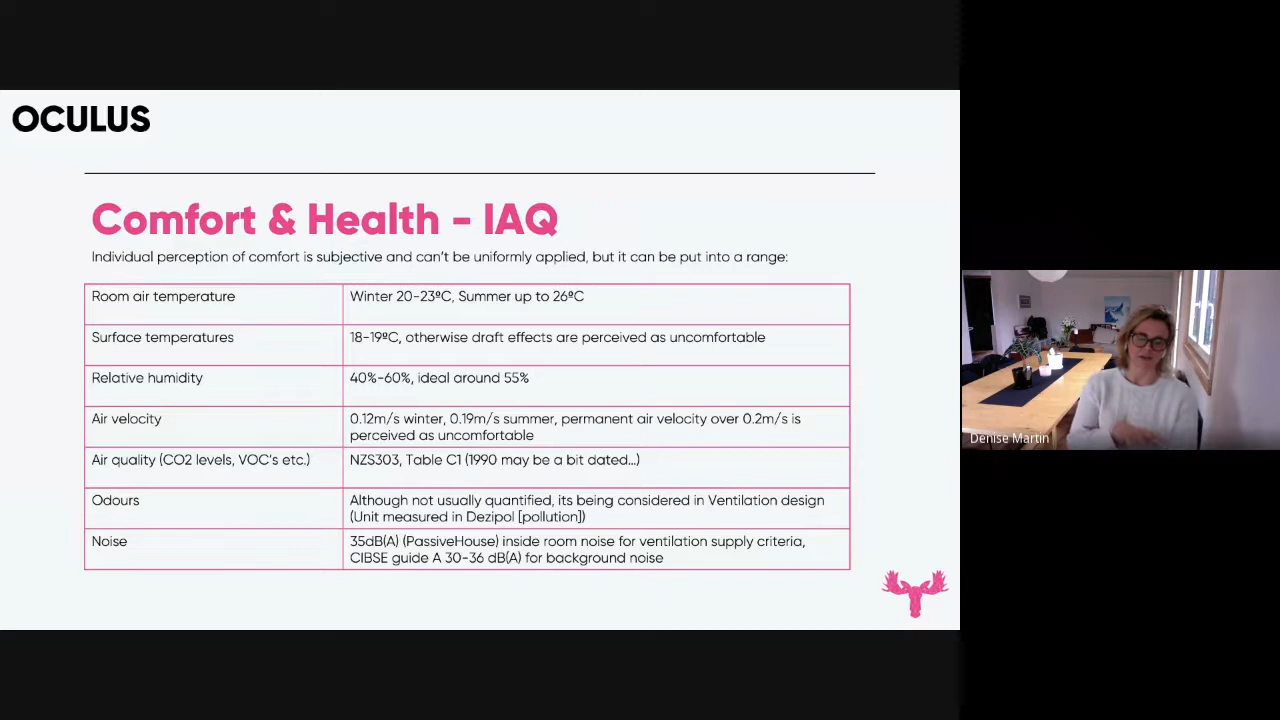 OCULUS
Comfort & Health - IAQ
Individual perception of comfort is subjective and can't be uniformly applied, but it can be put into a range:
Room air temperature
Winter 20-23ºC, Summer up to 26ºC
Surface temperatures
18-19ºC, otherwise draft effects are perceived as uncomfortable
Relative humidity
40%-60%, ideal around 55%
Air velocity
0.12m/s winter, 0.19m/s summer, permanent air velocity over 0.2m/s is
perceived as uncomfortable
Air quality (CO2 levels, VOC's etc.)
NZS303, Table C1 (1990 may be a bit dated...)
Odours
Although not usually quantified, its being considered in Ventilation design
(Unit measured in Dezipol [pollution])
Noise
35dB(A) (PassiveHouse) inside room noise for ventilation supply criteria,
CIBSE guide A 30-36 dB(A) for background noise
Denise Martin